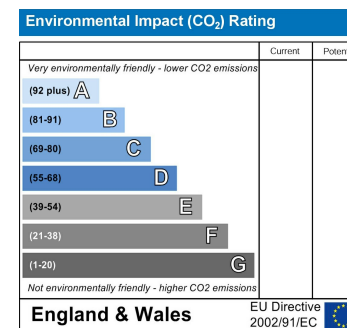 Environmental Impact (CO₂) Rating
Current Poten
Very environmentally friendly - lower CO2 emissions
(92 plus) A
(81-91) B
(69-80) C
(55-68) D
(39-54) E
(21-38) F
(1-20) G
Not environmentally friendly - higher CO2 emissions
England & Wales
EU Directive
2002/91/EC